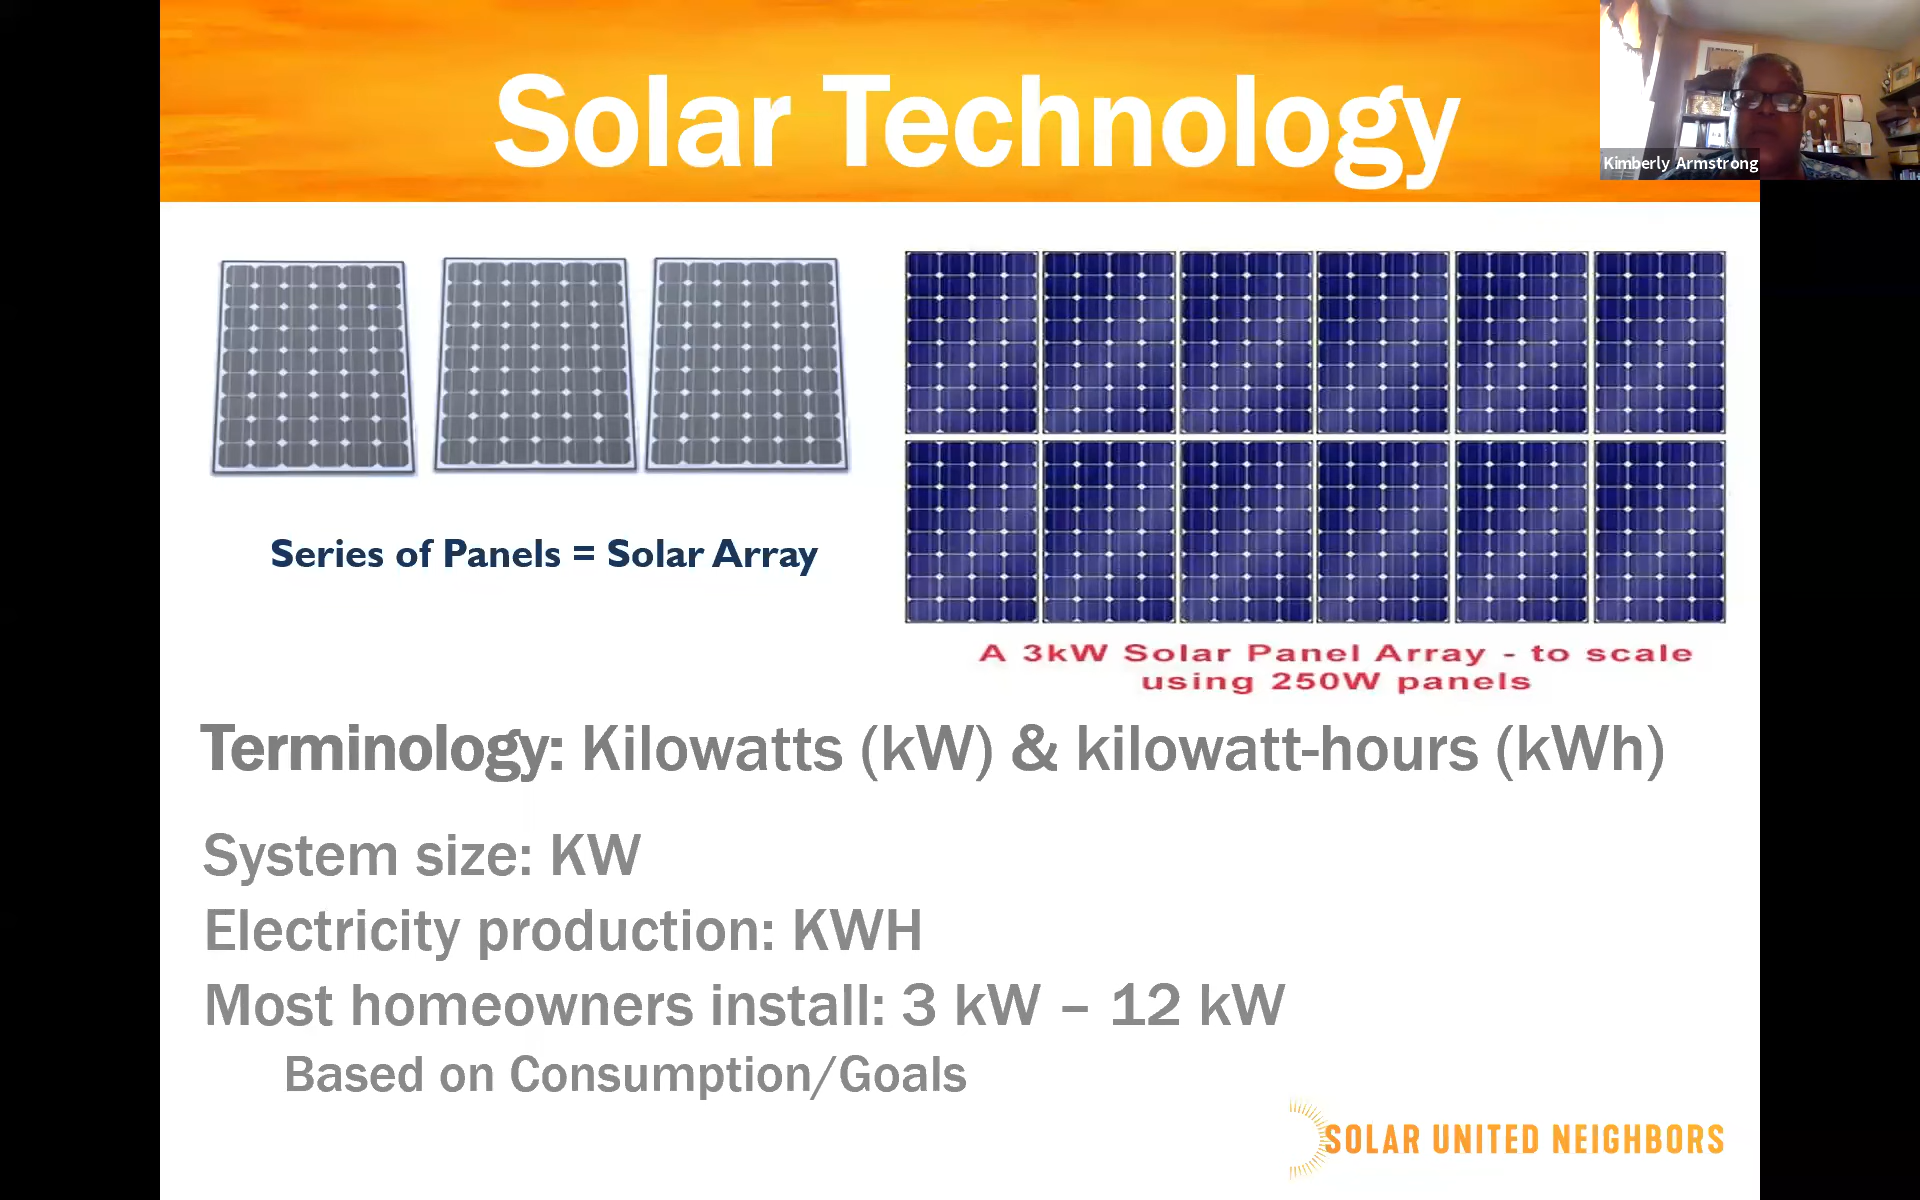 Solar Technology
Kimberly Armstrong
Series of Panels = Solar Array
A 3kW Solar Panel Array - to scale
using 250W panels
Terminology: Kilowatts (kW) & kilowatt-hours (kWh)
System size: KW
Electricity production: KWH
Most homeowners install: 3 kW – 12 kW
Based on Consumption/Goals
SOLAR UNITED NEIGHBORS